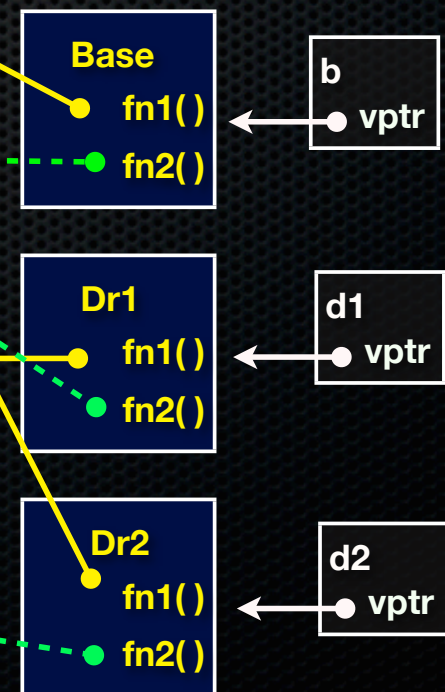 Base
fn1( )
fn2( )
b
vptr
Dr1
fn1( )
fn2( )
d1
vptr
Dr2
fn1( )
fn2( )
d2
vptr